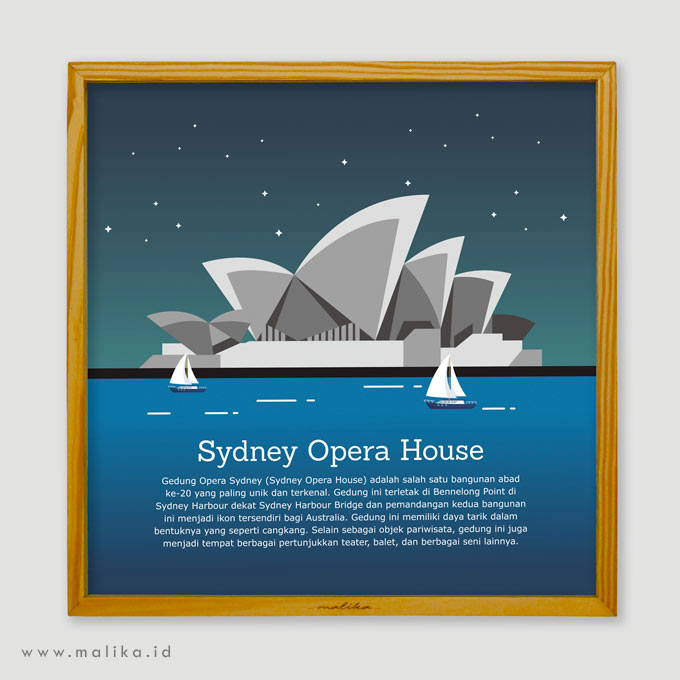 Sydney Opera House
Gedung Opera Sydney (Sydney Opera House) adalah salah satu bangunan abad
ke-20 yang paling unik dan terkenal. Gedung ini terletak di Bennelong Point di
Sydney Harbour dekat Sydney Harbour Bridge dan pemandangan kedua bangunan
ini menjadi ikon tersendiri bagi Australia. Gedung ini memiliki daya tarik dalam
bentuknya yang seperti cangkang. Selain sebagai objek pariwisata, gedung ini juga
menjadi tempat berbagai pertunjukkan teater, balet, dan berbagai seni lainnya.
malika
www.malika.id